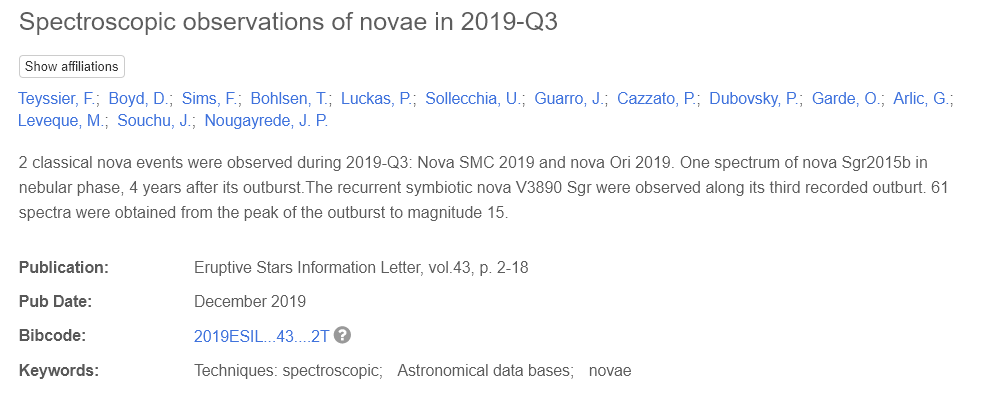 Spectroscopic observations of novae in 2019-Q3
Show affiliations
Teyssier, F.; Boyd, D.; Sims, F.; Bohlsen, T.; Luckas, P.; Sollecchia, U.; Guarro, J.; Cazzato, P.; Dubovsky, P.; Garde, O.; Arlic, G.;
Leveque, M.; Souchu, J.; Nougayrede, J. P.
2 classical nova events were observed during 2019-Q3: Nova SMC 2019 and nova Ori 2019. One spectrum of nova Sgr2015b in
nebular phase, 4 years after its outburst.The recurrent symbiotic nova V3890 Sgr were observed along its third recorded outburt. 61
spectra were obtained from the peak of the outburst to magnitude 15.
Publication: Eruptive Stars Information Letter, vol.43, p. 2-18
Pub Date: December 2019
Bibcode: 2019ESIL...43....2T ?
Keywords: Techniques: spectroscopic; Astronomical data bases; novae